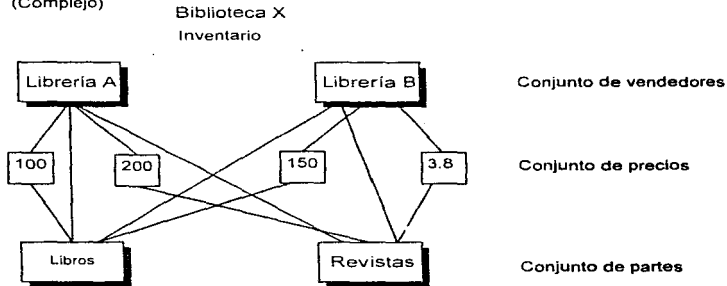 (Complejo)
Biblioteca X
Inventario
Librería A Librería B Conjunto de vendedores
100 200 150 3.8 Conjunto de precios
Libros Revistas Conjunto de partes